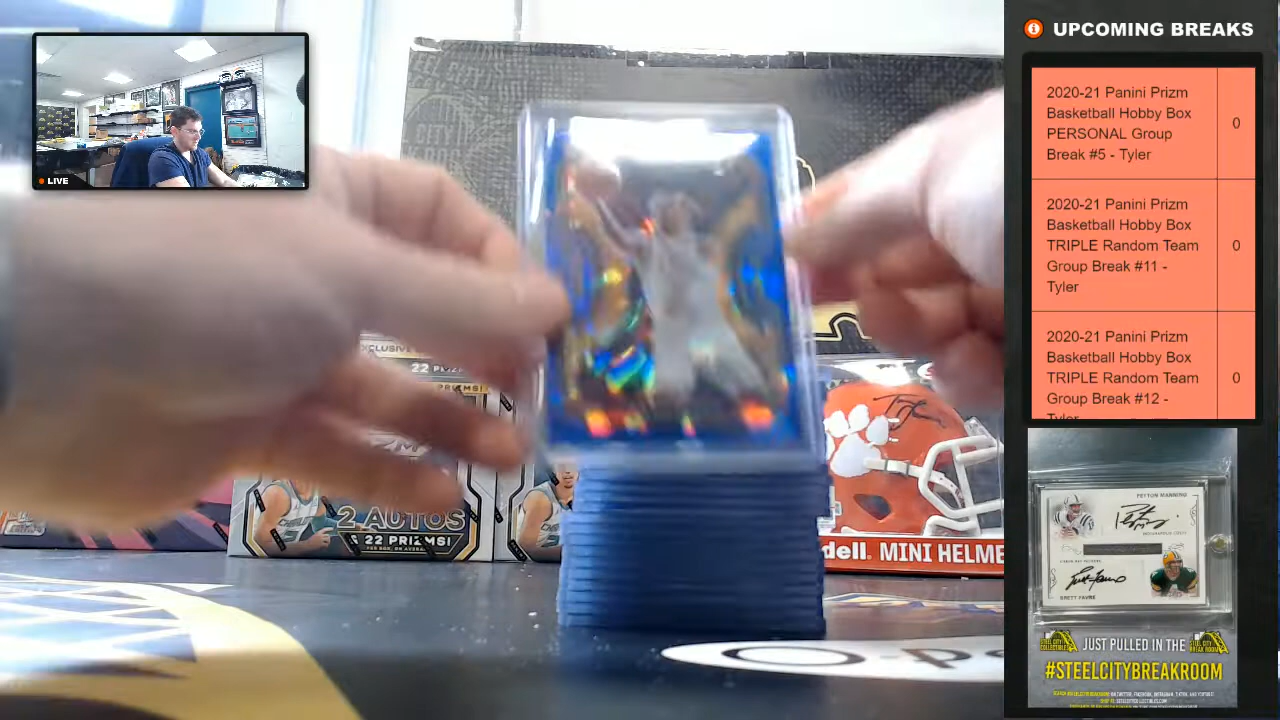 UPCOMING BREAKS
2020-21 Panini Prizm
Basketball Hobby Box
PERSONAL Group
Break #5 - Tyler
0
2020-21 Panini Prizm
Basketball Hobby Box
TRIPLE Random Team
Group Break #11 -
Tyler
0
2020-21 Panini Prizm
Basketball Hobby Box
TRIPLE Random Team
Group Break #12 -
Tyler
0
LIVE
2 AUTOS
22 PRIZMS!
dell. MINI HELME
PEYTON MANNING
BRETT FAVRE
JUST PULLED IN THE
#STEELCITYBREAKROOM